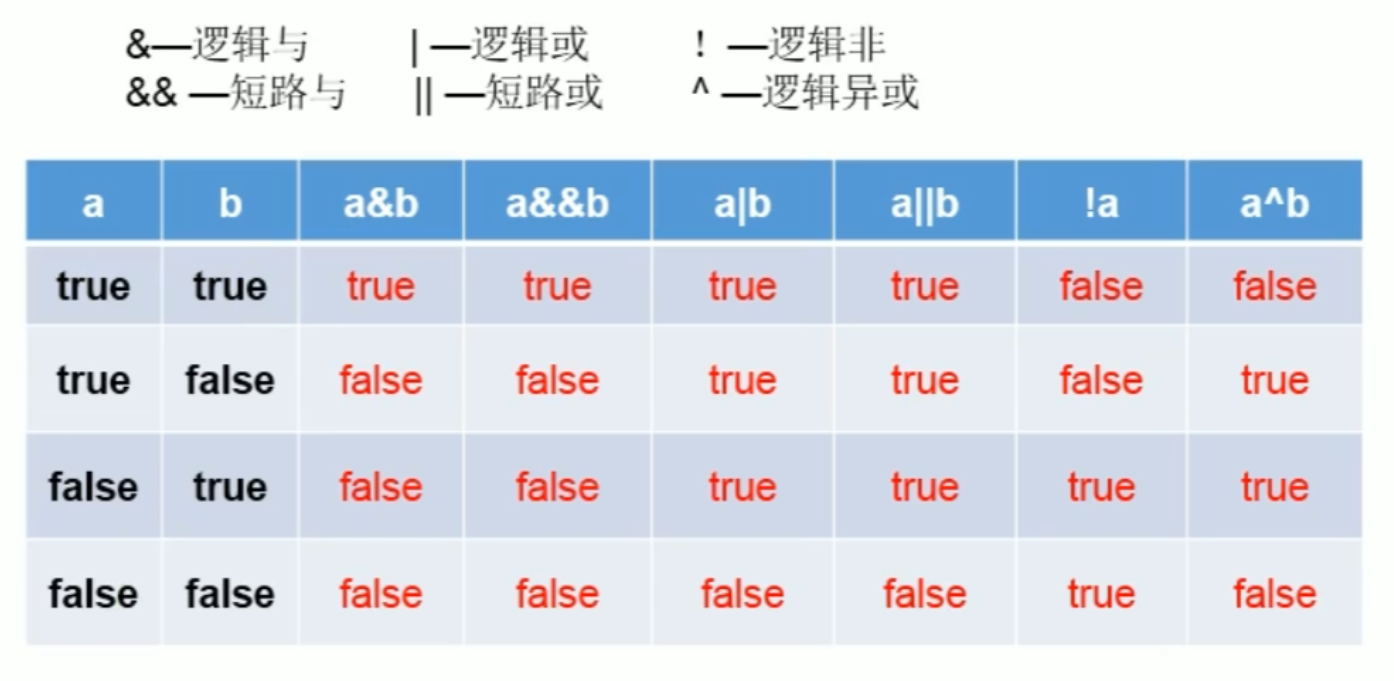 &—逻辑与 | —逻辑或 ! —逻辑非
&& —短路与 || —短路或 ^ —逻辑异或
a b a&b a&&b a|b a||b !a a^b
true true true true true true false false
true false false false true true false true
false true false false true true true true
false false false false false false true false